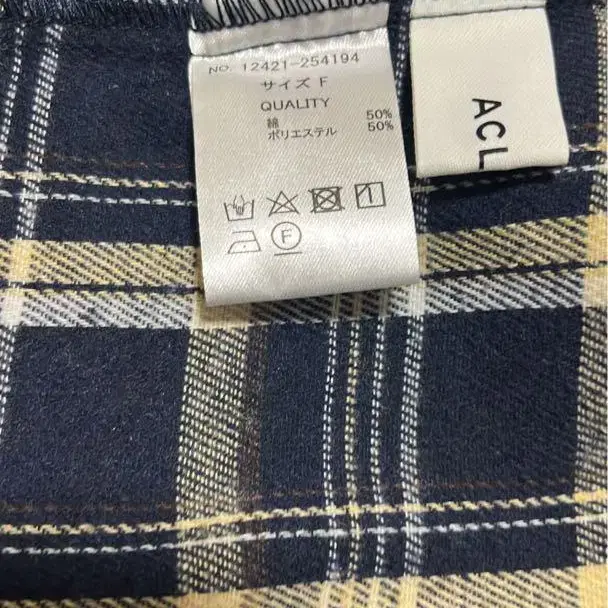 NO. 12421-254194
サイズ F
QUALITY
綿 50%
ポリエステル 50%
F
ACL